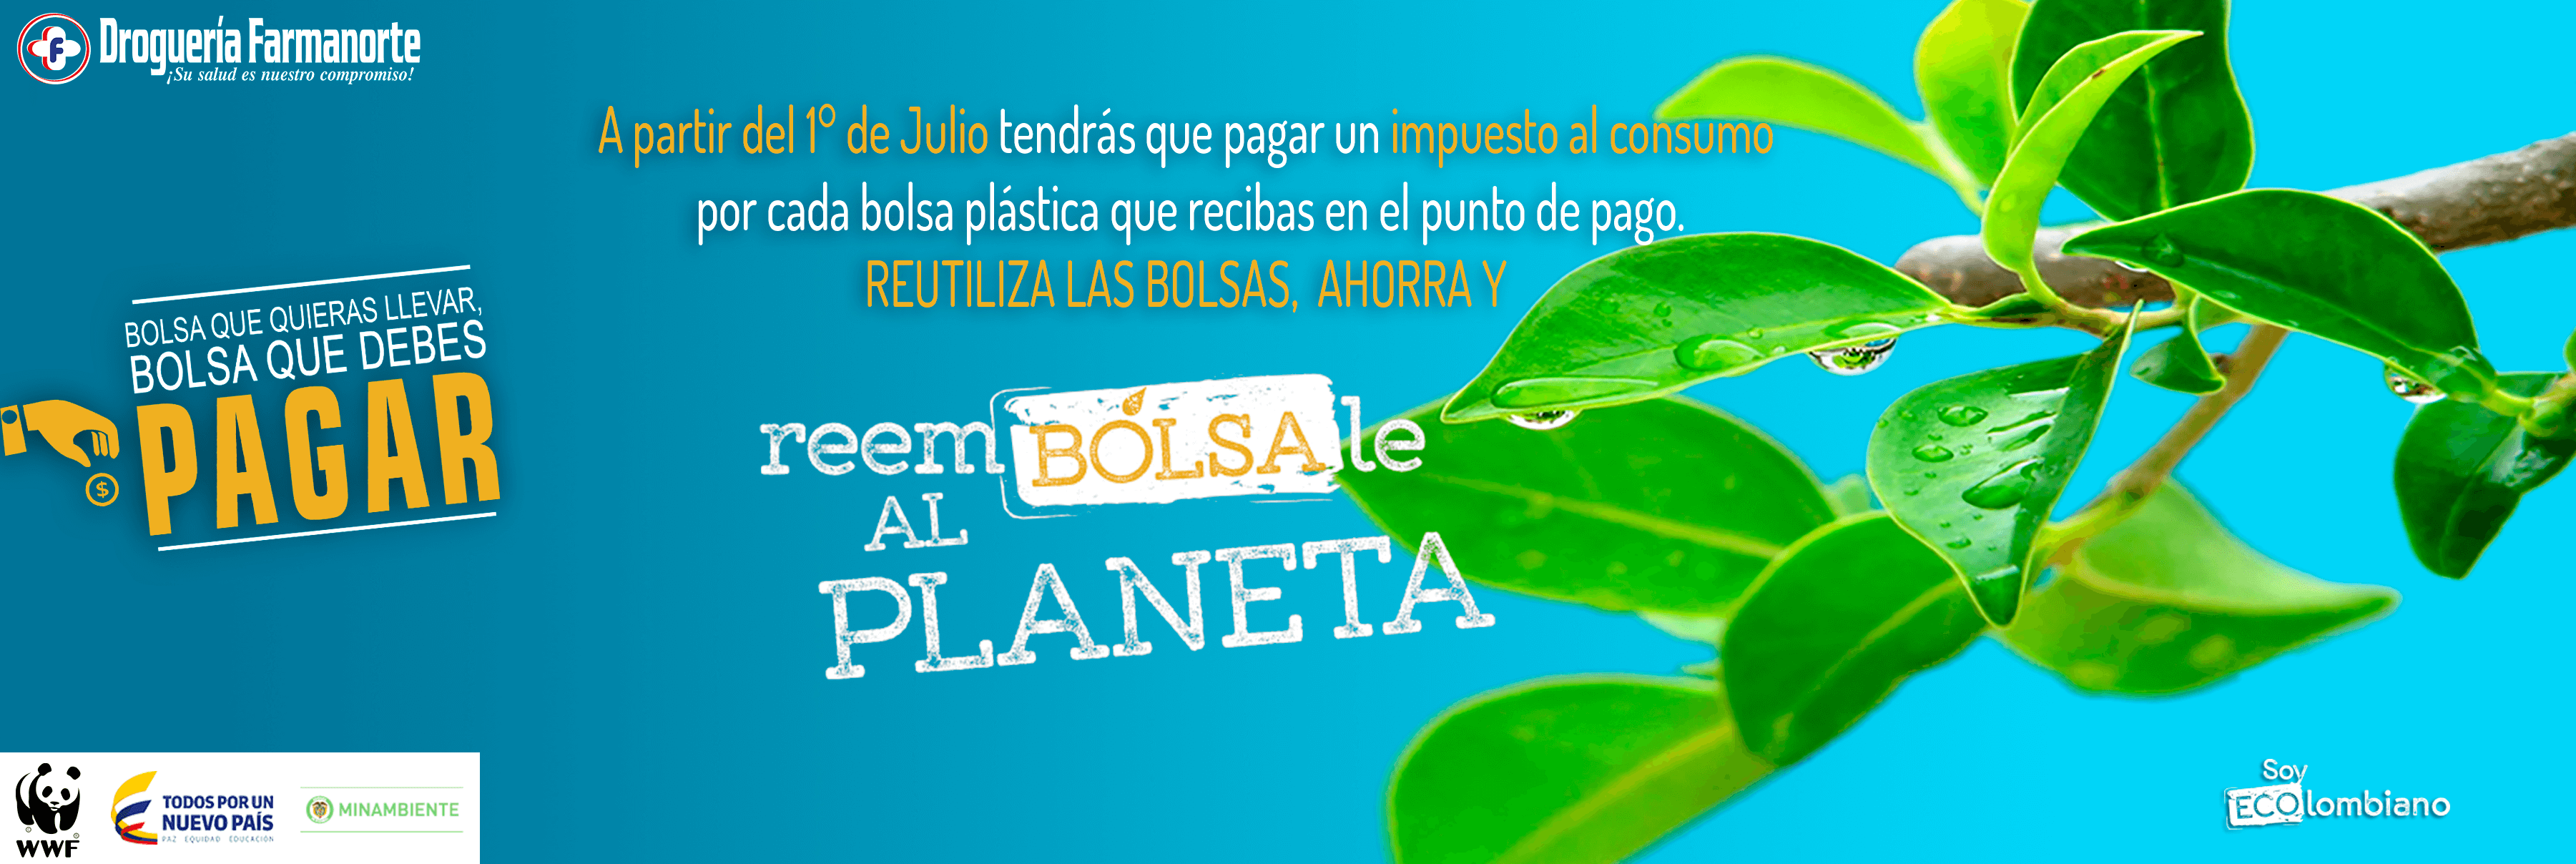 Droguería Farmanorte
¡Su salud es nuestro compromiso!
A partir del 1° de Julio tendrás que pagar un impuesto al consumo
por cada bolsa plástica que recibas en el punto de pago.
REUTILIZA LAS BOLSAS, AHORRA Y
BOLSA QUE QUIERAS LLEVAR,
BOLSA QUE DEBES
PAGAR
$
reemBOLSAle
AL
PLANETA
WWF
TODOS POR UN
NUEVO PAÍS
PAZ EQUIDAD EDUCACIÓN
MINAMBIENTE
Soy
ECOlombiano